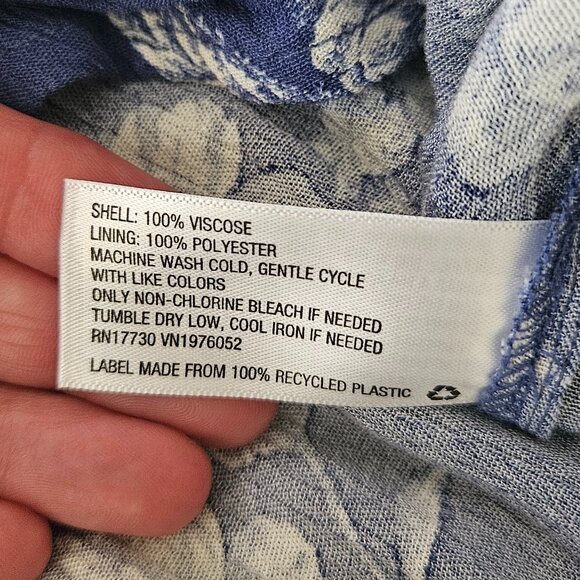 SHELL: 100% VISCOSE
LINING: 100% POLYESTER
MACHINE WASH COLD, GENTLE CYCLE
WITH LIKE COLORS
ONLY NON-CHLORINE BLEACH IF NEEDED
TUMBLE DRY LOW, COOL IRON IF NEEDED
RN17730 VN1976052
LABEL MADE FROM 100% RECYCLED PLASTIC